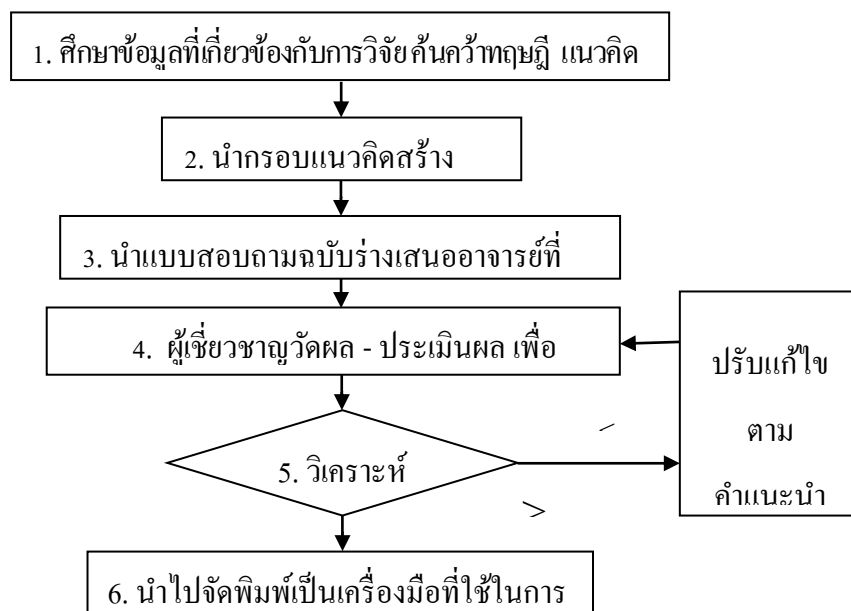 1. ศึกษาข้อมูลที่เกี่ยวข้องกับการวิจัย ค้นคว้าทฤษฎี แนวคิด
2. นำกรอบแนวคิดสร้าง
3. นำแบบสอบถามฉบับร่างเสนออาจารย์ที่
4. ผู้เชี่ยวชาญวัดผล - ประเมินผล เพื่อ
ปรับแก้ไข
ตาม
คำแนะนำ
<
5. วิเคราะห์
>
6. นำไปจัดพิมพ์เป็นเครื่องมือที่ใช้ในการ